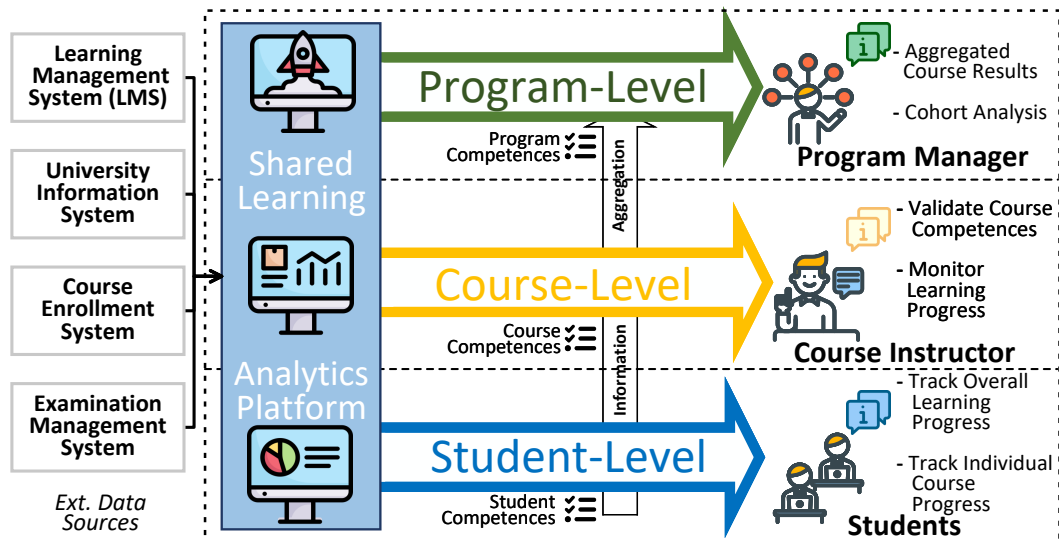 Learning
Management
System (LMS)
University
Information
System
Course
Enrollment
System
Examination
Management
System
Ext. Data
Sources
Shared
Learning
Analytics
Platform
Program-Level
Program
Competences
Course-Level
Course
Competences
Student-Level
Student
Competences
Information
Aggregation
- Aggregated
Course Results
- Cohort Analysis
Program Manager
- Validate Course
Competences
- Monitor
Learning
Progress
Course Instructor
- Track Overall
Learning
Progress
- Track Individual
Course
Progress
Students